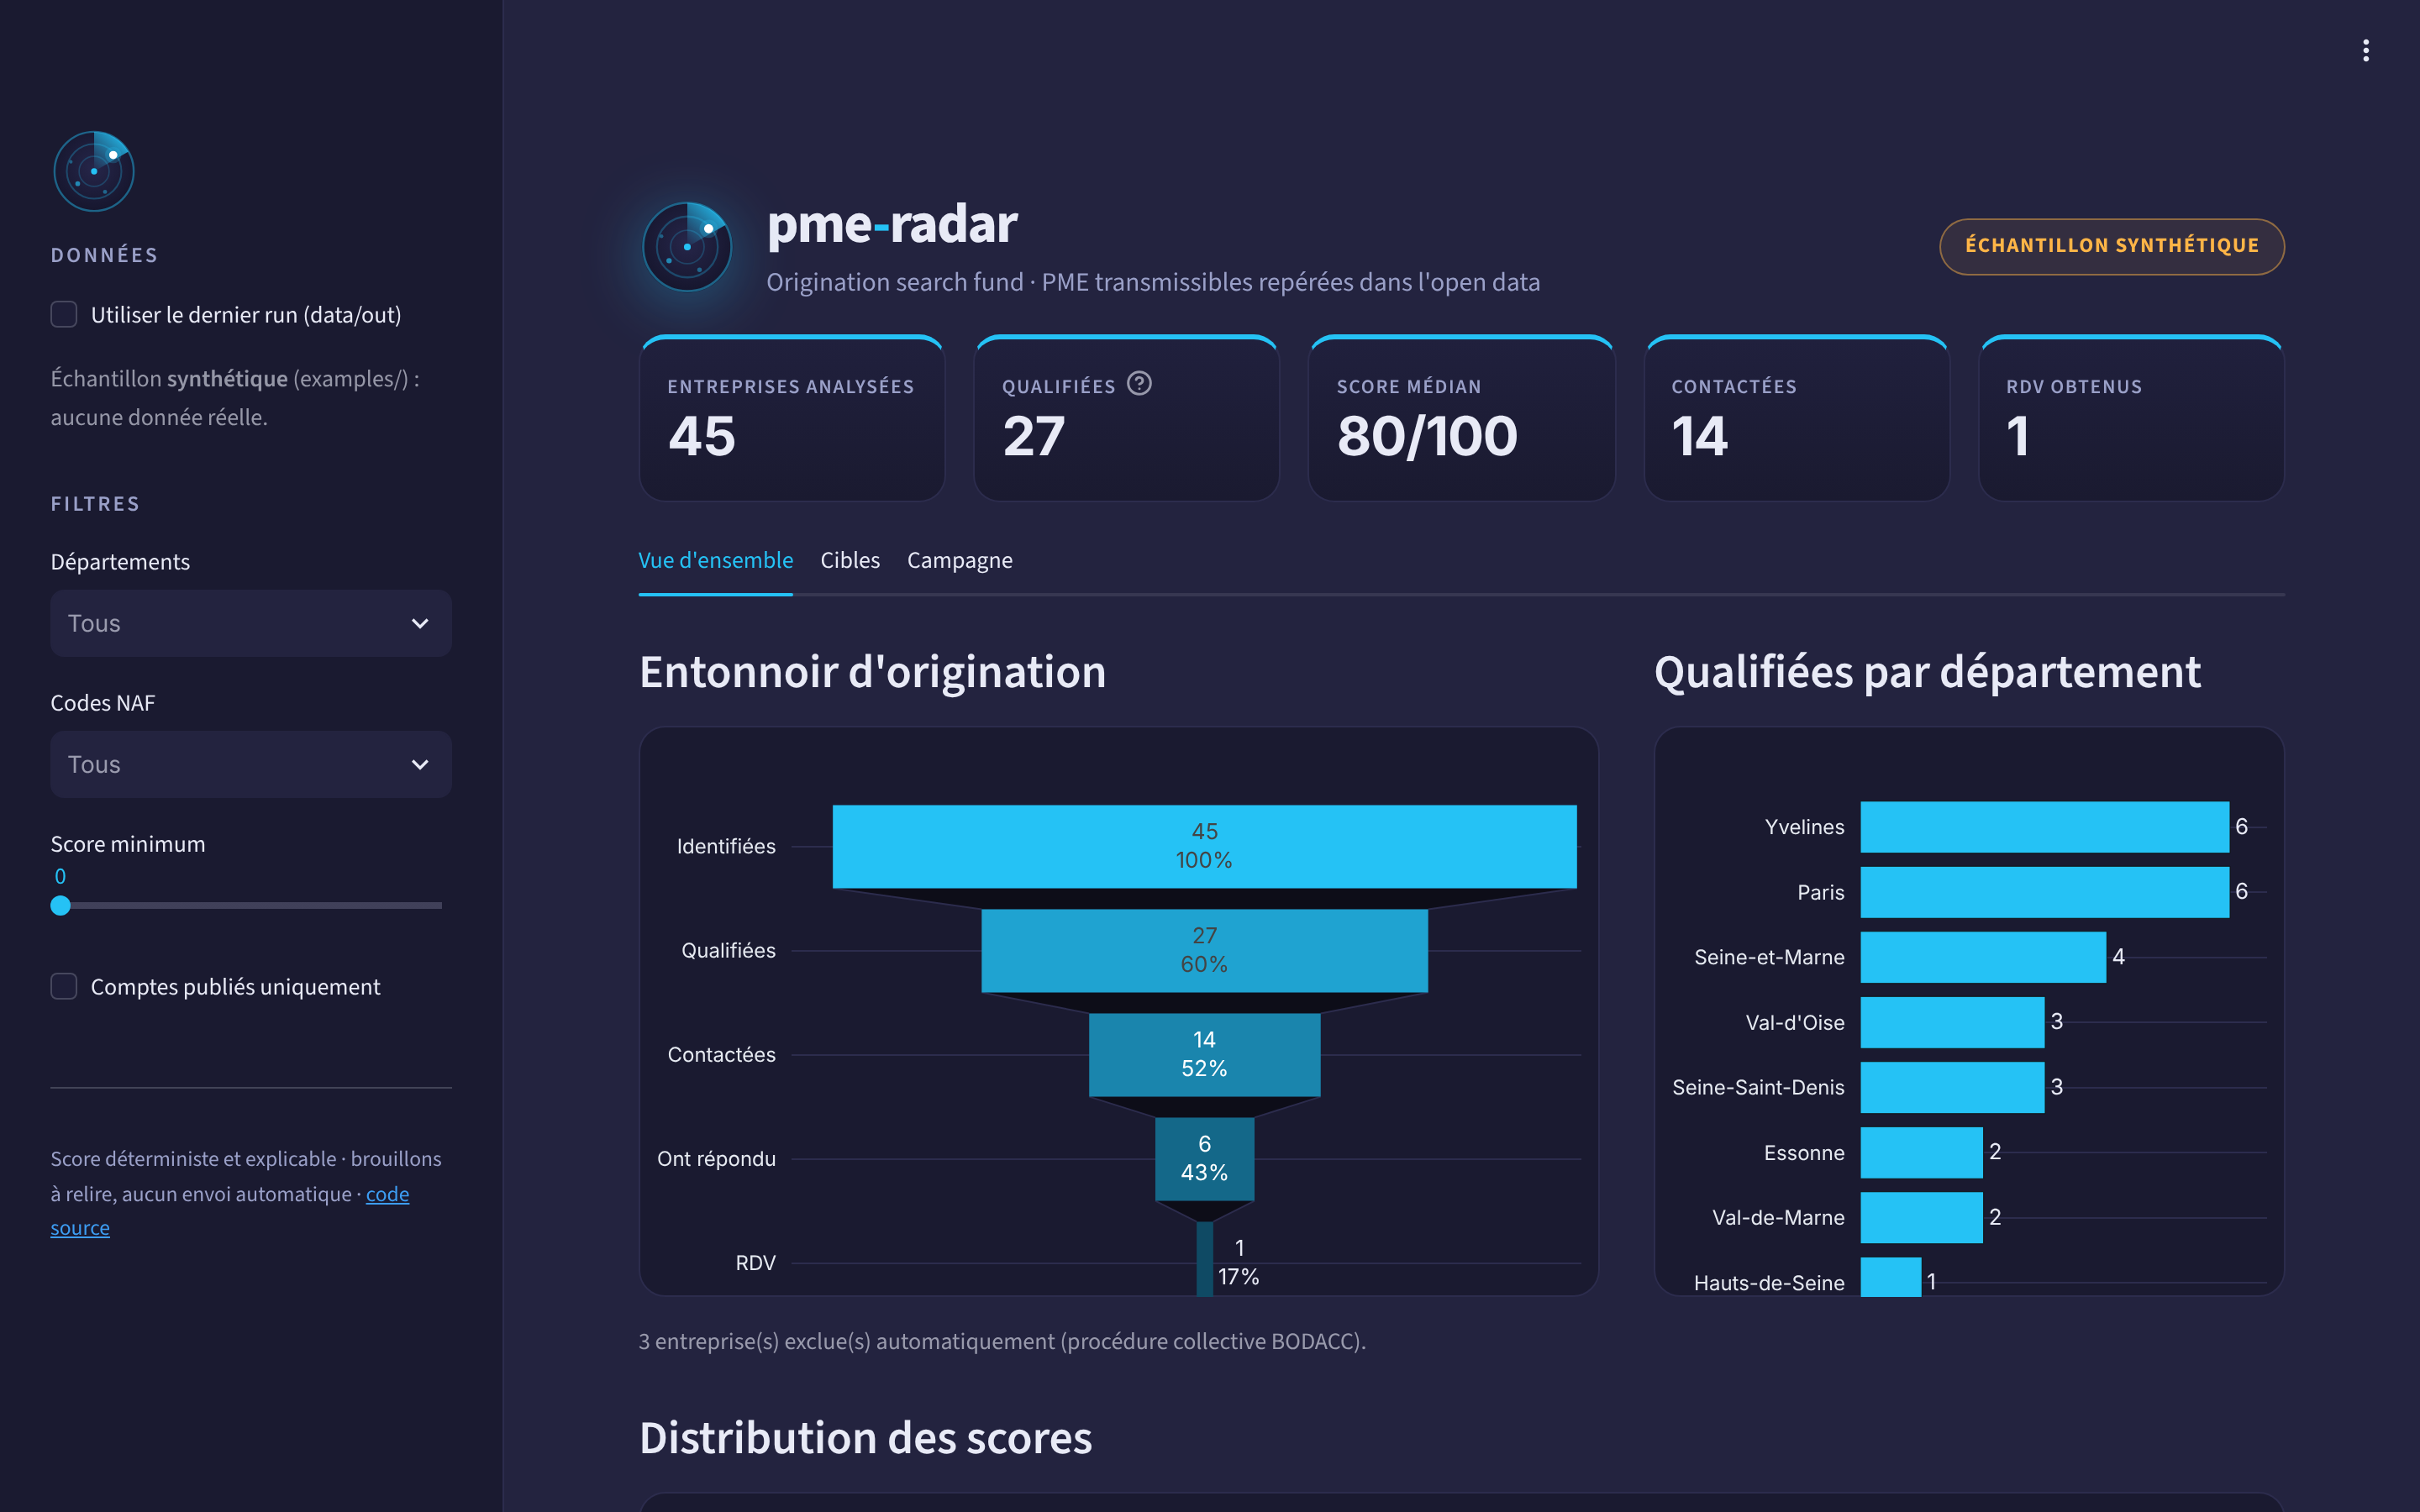 DONNÉES
Utiliser le dernier run (data/out)
Échantillon synthétique (examples/) :
aucune donnée réelle.
FILTRES
Départements
Tous
Codes NAF
Tous
Score minimum
0
Comptes publiés uniquement
Score déterministe et explicable · brouillons
à relire, aucun envoi automatique · code
source
pme-radar
Origination search fund · PME transmissibles repérées dans l'open data
ÉCHANTILLON SYNTHÉTIQUE
ENTREPRISES ANALYSÉES
45
QUALIFIÉES
27
SCORE MÉDIAN
80/100
CONTACTÉES
14
RDV OBTENUS
1
Vue d'ensemble
Cibles
Campagne
Entonnoir d'origination
Identifiées
45
100%
Qualifiées
27
60%
Contactées
14
52%
Ont répondu
6
43%
RDV
1
17%
Qualifiées par département
Yvelines 6
Paris 6
Seine-et-Marne 4
Val-d'Oise 3
Seine-Saint-Denis 3
Essonne 2
Val-de-Marne 2
Hauts-de-Seine 1
3 entreprise(s) exclue(s) automatiquement (procédure collective BODACC).
Distribution des scores